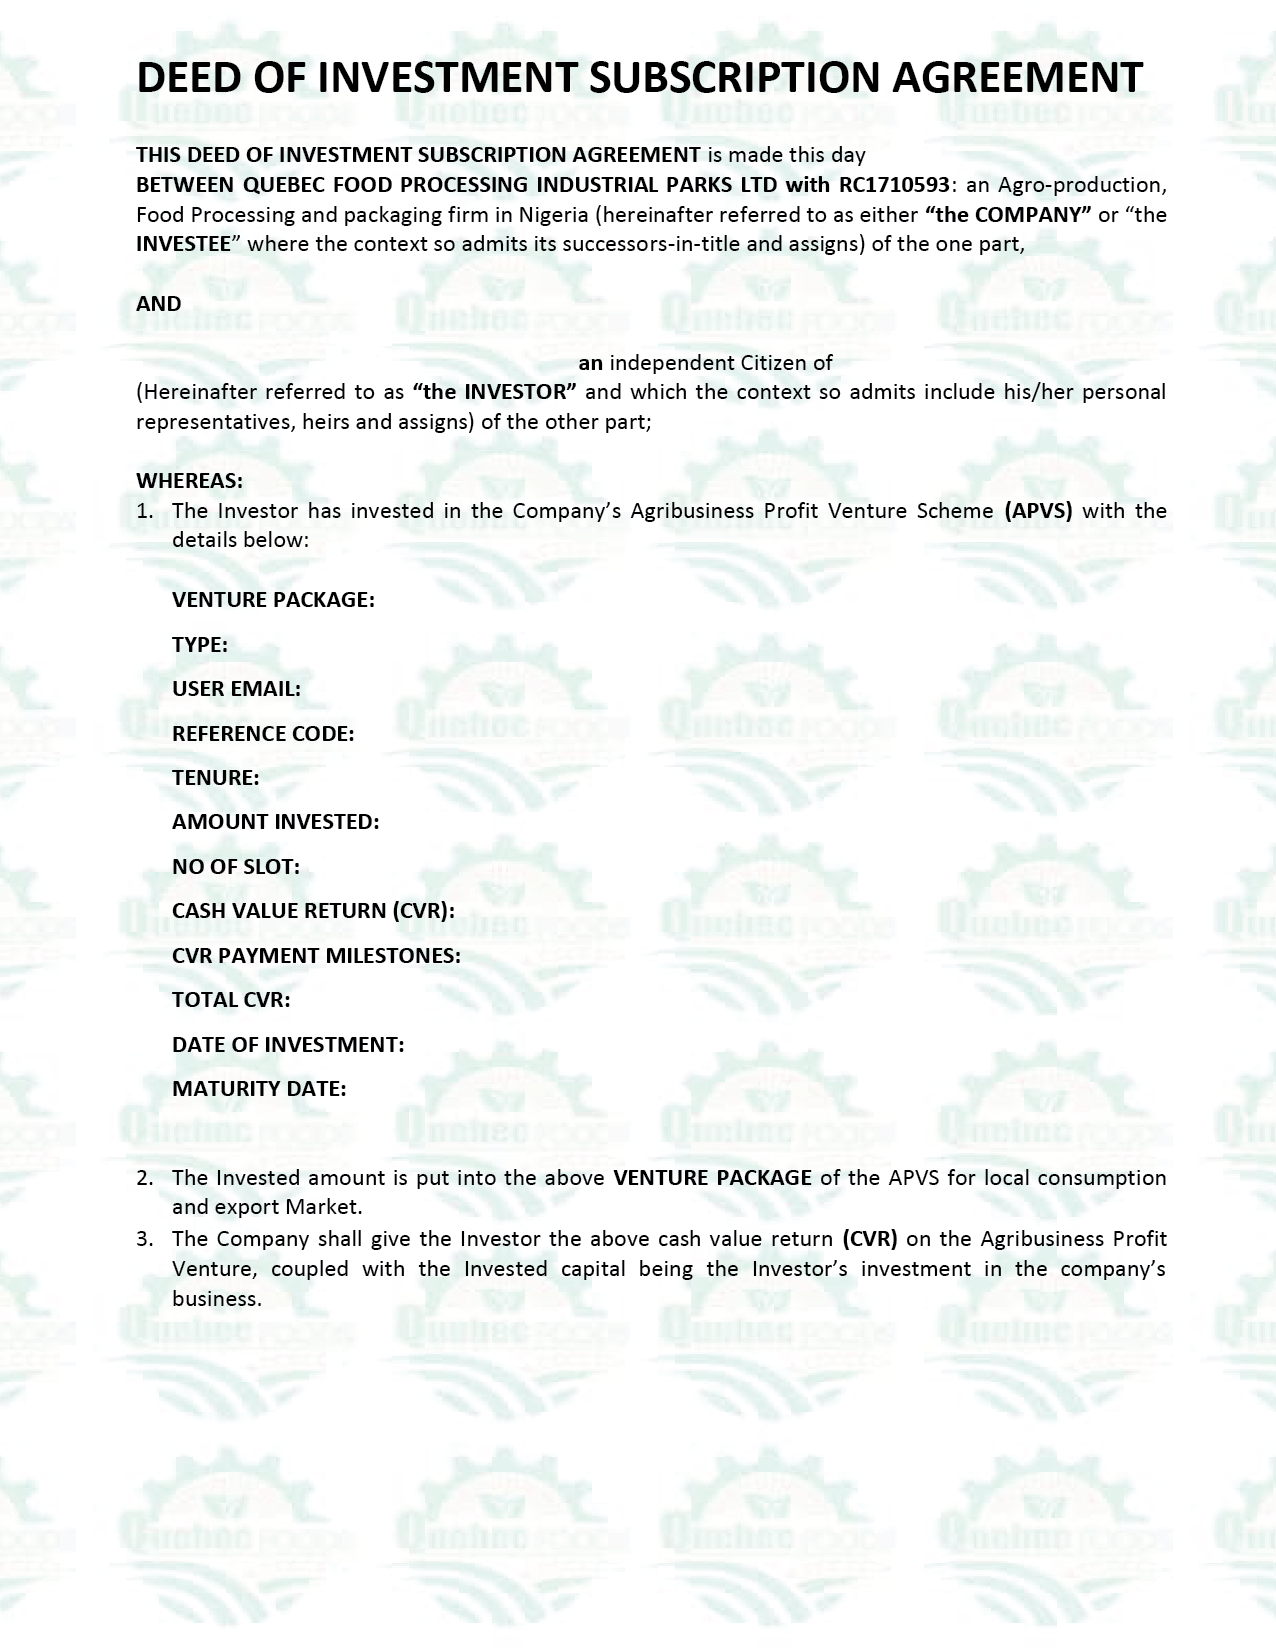 DEED OF INVESTMENT SUBSCRIPTION AGREEMENT
THIS DEED OF INVESTMENT SUBSCRIPTION AGREEMENT is made this day
BETWEEN QUEBEC FOOD PROCESSING INDUSTRIAL PARKS LTD with RC1710593: an Agro-production,
Food Processing and packaging firm in Nigeria (hereinafter referred to as either “the COMPANY” or “the
INVESTEE” where the context so admits its successors-in-title and assigns) of the one part,
AND
an independent Citizen of
(Hereinafter referred to as “the INVESTOR” and which the context so admits include his/her personal
representatives, heirs and assigns) of the other part;
WHEREAS:
1. The Investor has invested in the Company’s Agribusiness Profit Venture Scheme (APVS) with the
details below:
VENTURE PACKAGE:
TYPE:
USER EMAIL:
REFERENCE CODE:
TENURE:
AMOUNT INVESTED:
NO OF SLOT:
CASH VALUE RETURN (CVR):
CVR PAYMENT MILESTONES:
TOTAL CVR:
DATE OF INVESTMENT:
MATURITY DATE:
2. The Invested amount is put into the above VENTURE PACKAGE of the APVS for local consumption
and export Market.
3. The Company shall give the Investor the above cash value return (CVR) on the Agribusiness Profit
Venture, coupled with the Invested capital being the Investor’s investment in the company’s
business.
Quebec FOODS